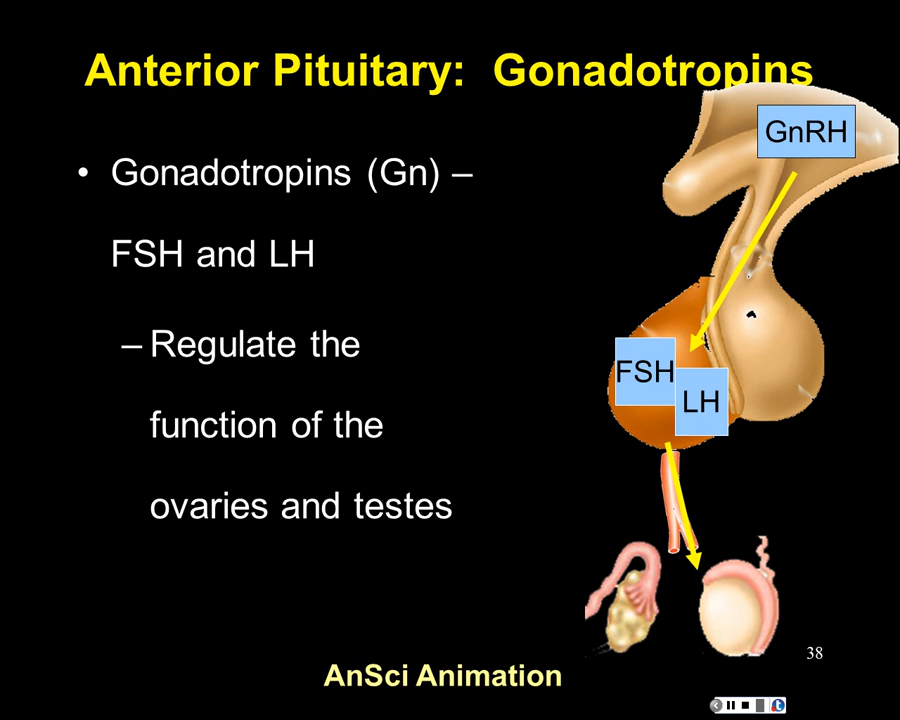 Anterior Pituitary: Gonadotropins
GnRH
• Gonadotropins (Gn) –
FSH and LH
– Regulate the
function of the
ovaries and testes
FSH
LH
38
AnSci Animation